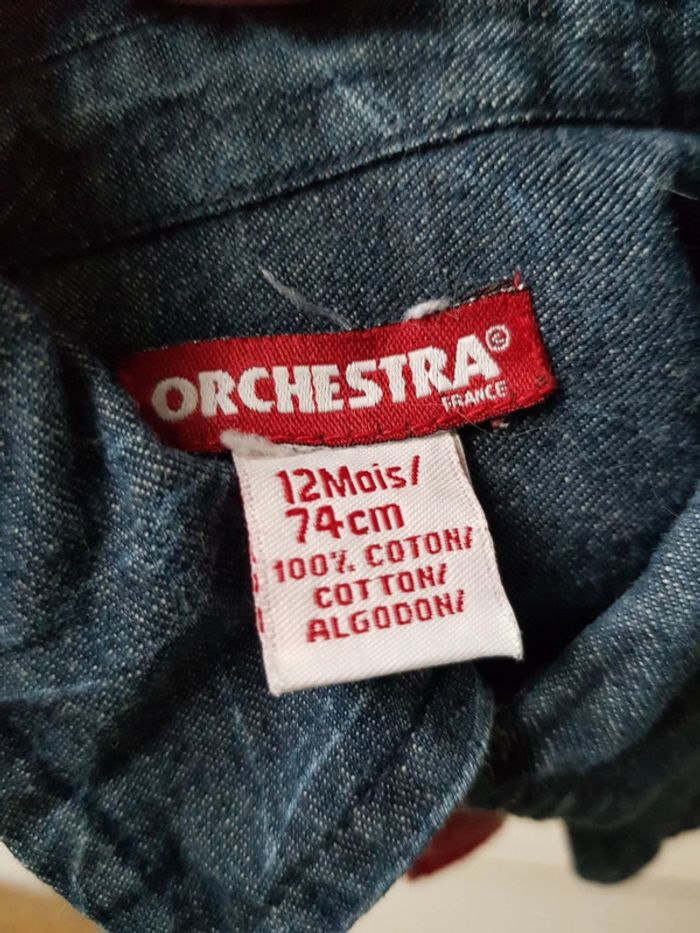 ORCHESTRA©
FRANCE
12Mois/
74cm
100% COTON/
COTTON/
ALGODON/